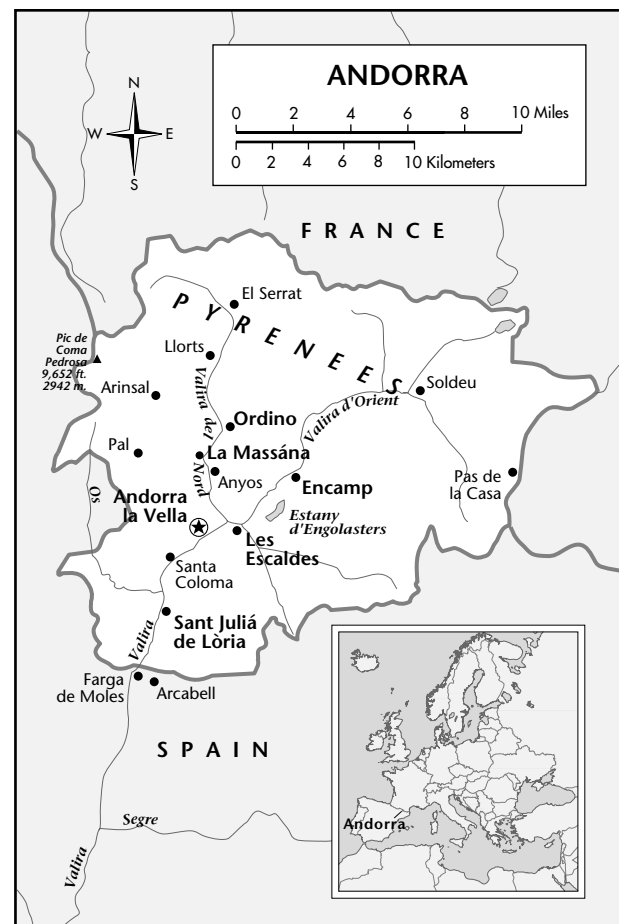 ANDORRA
0 2 4 6 8 10 Miles
0 2 4 6 8 10 Kilometers
N
W E
S
FRANCE
El Serrat
PYRENEES
Pic de
Coma
Pedrosa
9,652 ft.
2942 m.
Llorts
Arinsal
Soldeu
Valira d'Orient
Valira del
Nord
Ordino
Pal
La Massána
Anyos
Encamp
Pas de
la Casa
Os
Andorra
la Vella
Estany
d'Engolasters
Les
Escaldes
Santa
Coloma
Sant Juliá
de Lòria
Valira
Farga
de Moles
Arcabell
SPAIN
Segre
Valira
Andorra